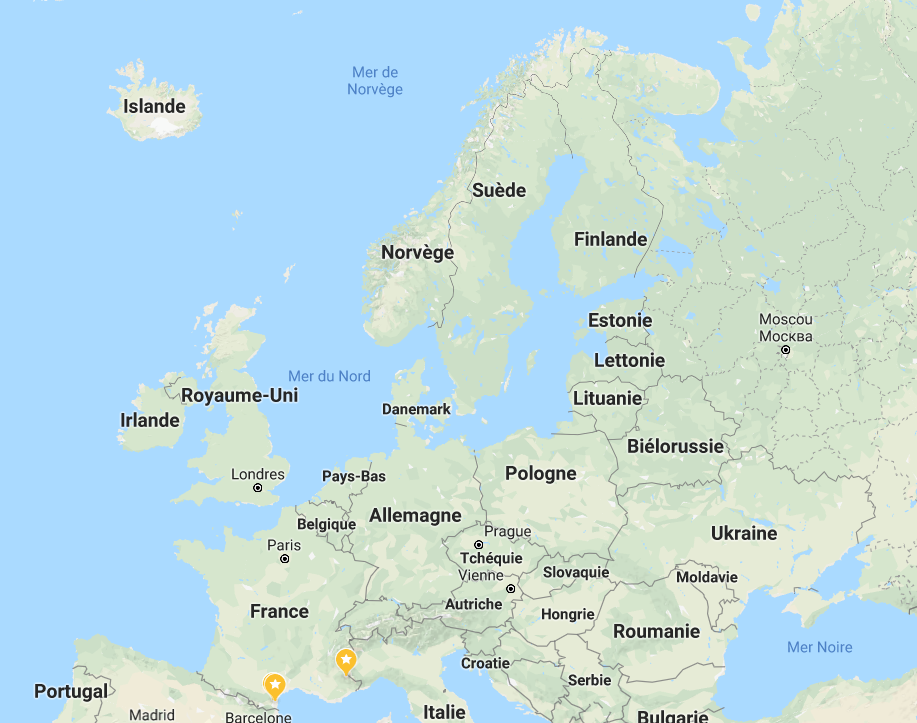 Mer de
Norvège
Islande
Suède
Finlande
Norvège
Estonie
Moscou
Москва
Lettonie
Mer du Nord
Royaume-Uni
Lituanie
Danemark
Irlande
Biélorussie
Londres
Pays-Bas
Pologne
Allemagne
Belgique
Prague
Ukraine
Paris
Tchéquie
Slovaquie
Vienne
Moldavie
Autriche
France
Hongrie
Roumanie
Mer Noire
Croatie
Serbie
Portugal
Madrid
Barcelone
Italie
Bulgarie